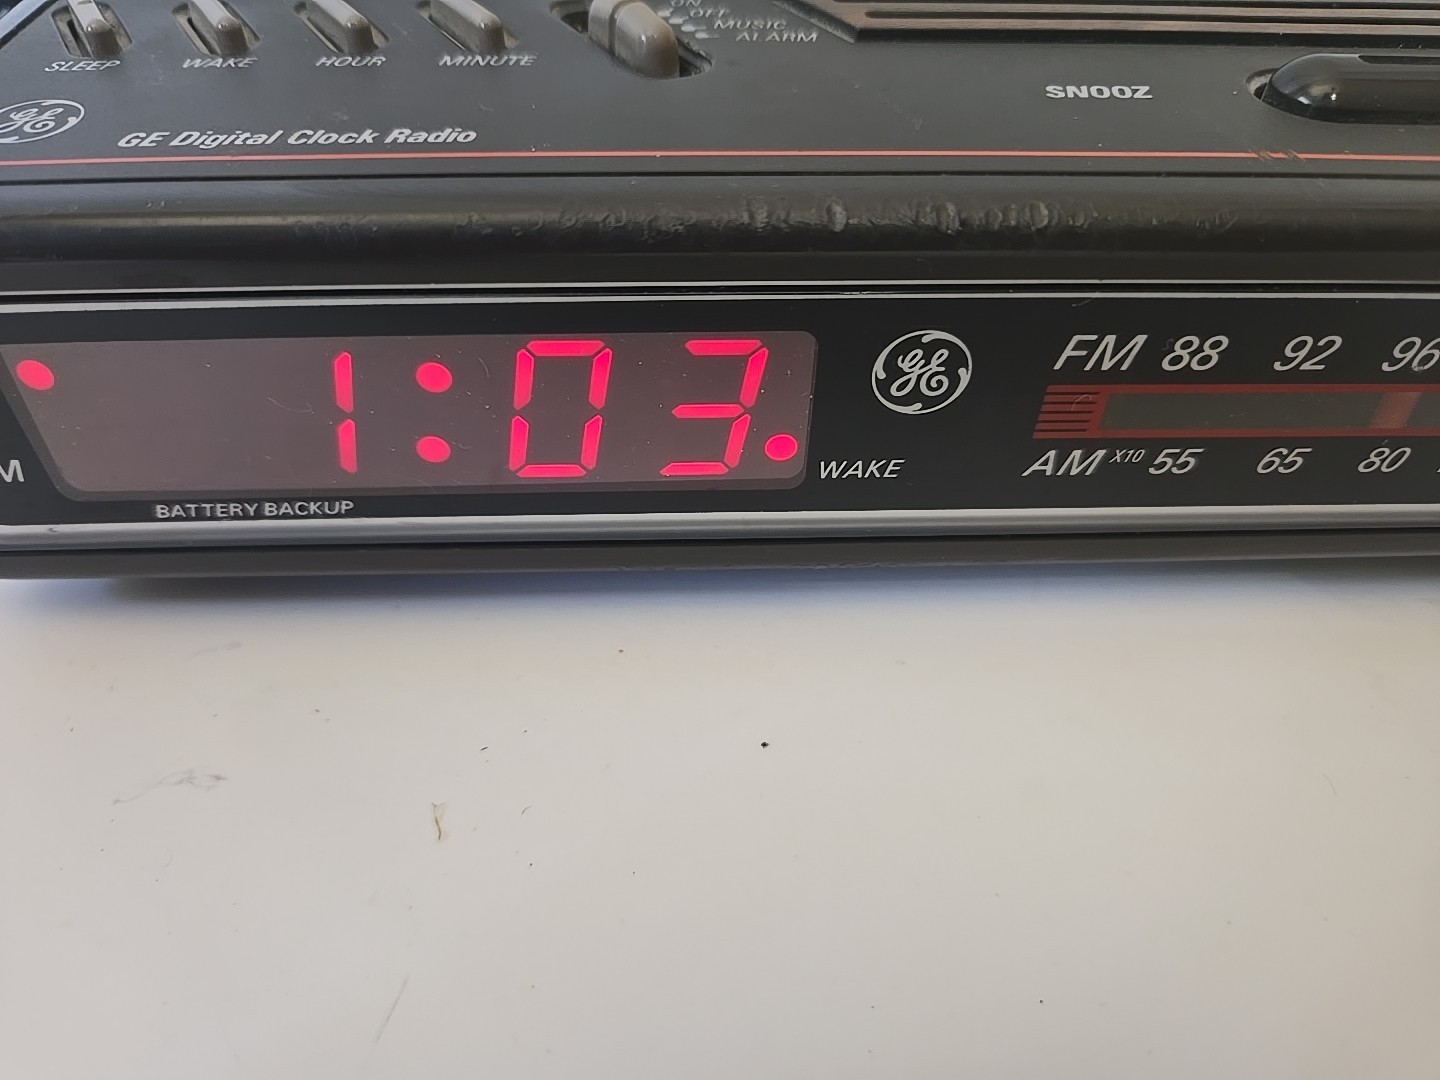 ON
OFF
MUSIC
ALARM
SLEEP WAKE HOUR MINUTE
SNOOZ
GE GE Digital Clock Radio
1:03.
GE
WAKE
BATTERY BACKUP
FM 88 92 96
AM X10 55 65 80